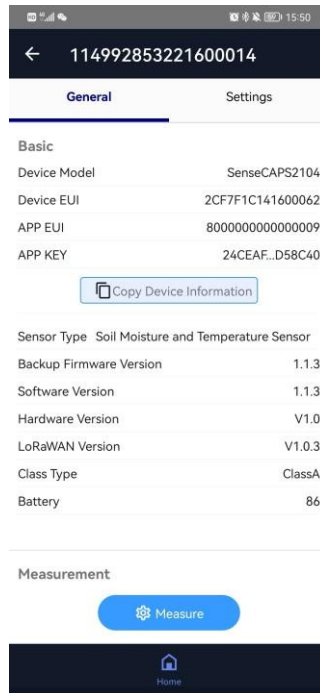 15:50
114992853221600014
General Settings
Basic
Device Model SenseCAPS2104
Device EUI 2CF7F1C141600062
APP EUI 8000000000000009
APP KEY 24CEAF...D58C40
Copy Device Information
Sensor Type Soil Moisture and Temperature Sensor
Backup Firmware Version 1.1.3
Software Version 1.1.3
Hardware Version V1.0
LoRaWAN Version V1.0.3
Class Type ClassA
Battery 86
Measurement
Measure
Home